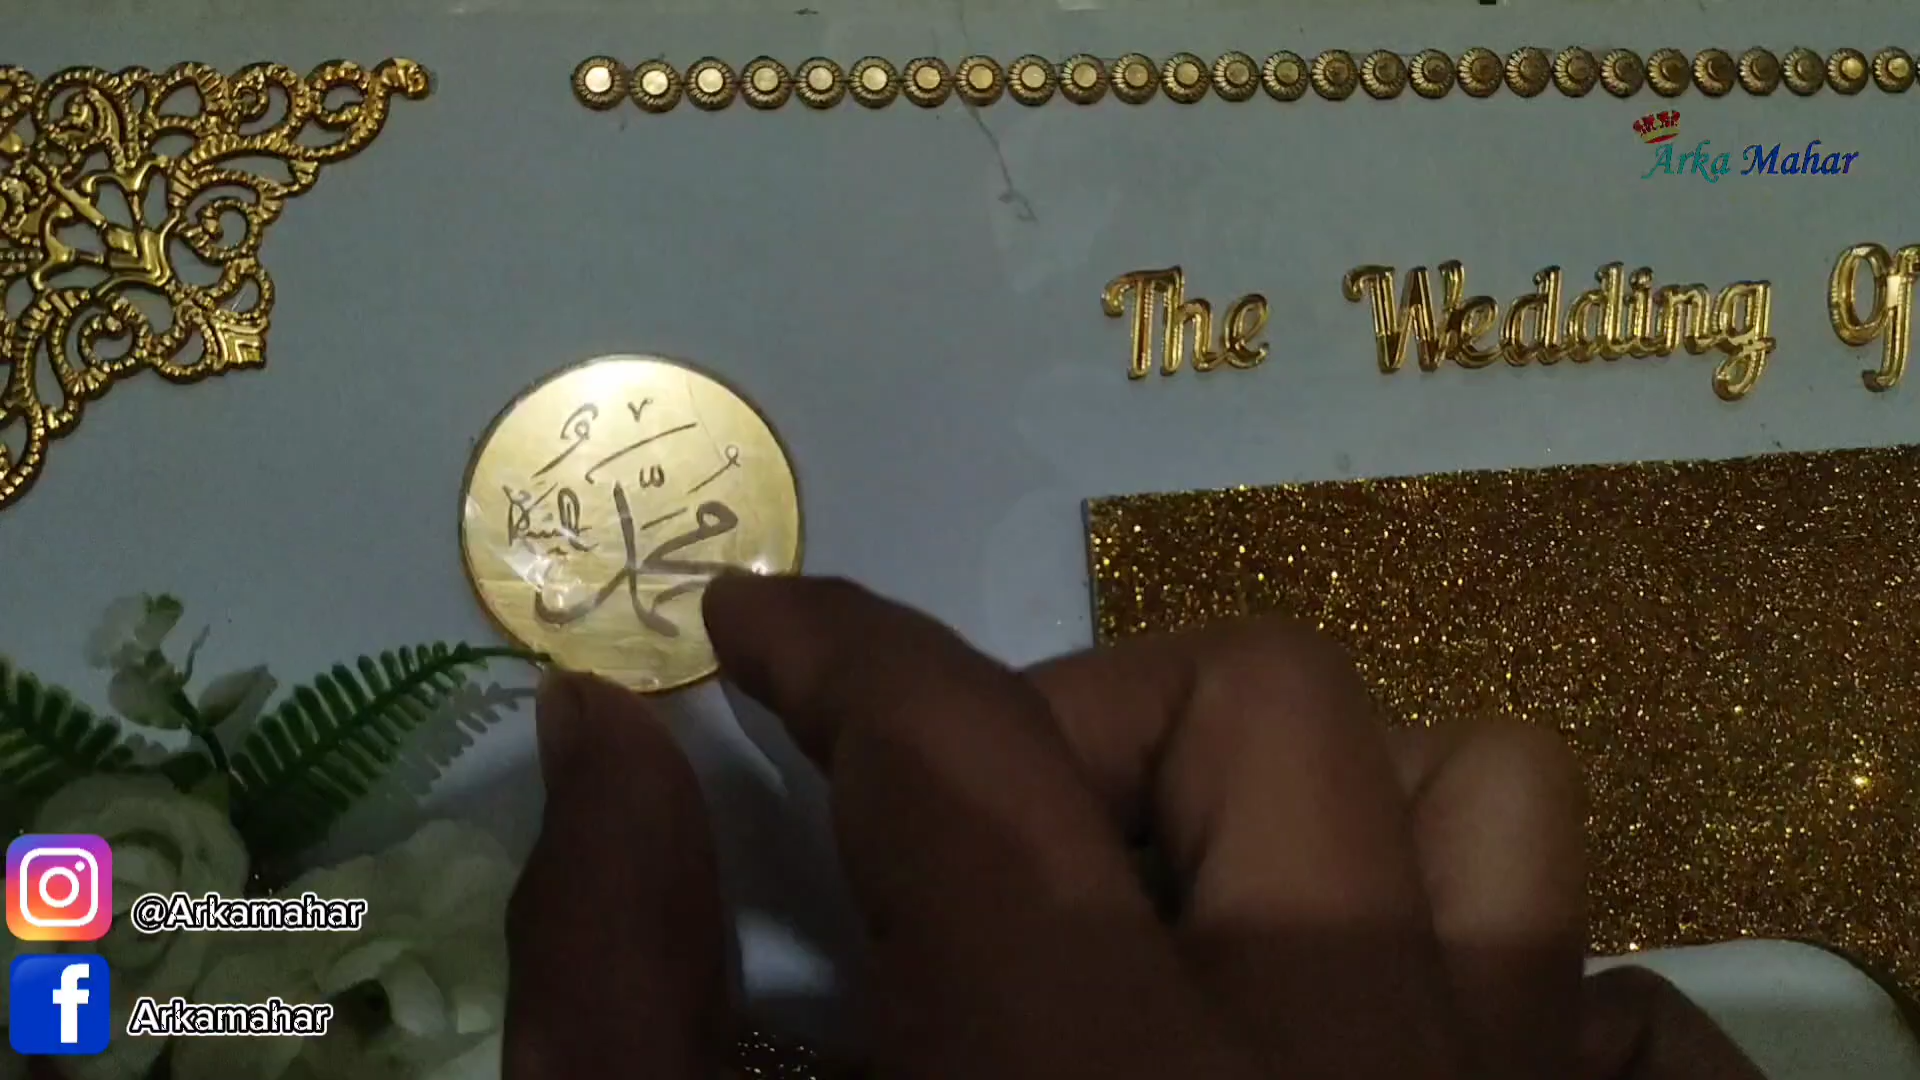 Arka Mahar
The Wedding Of
محمد
@Arkamahar
Arkamahar